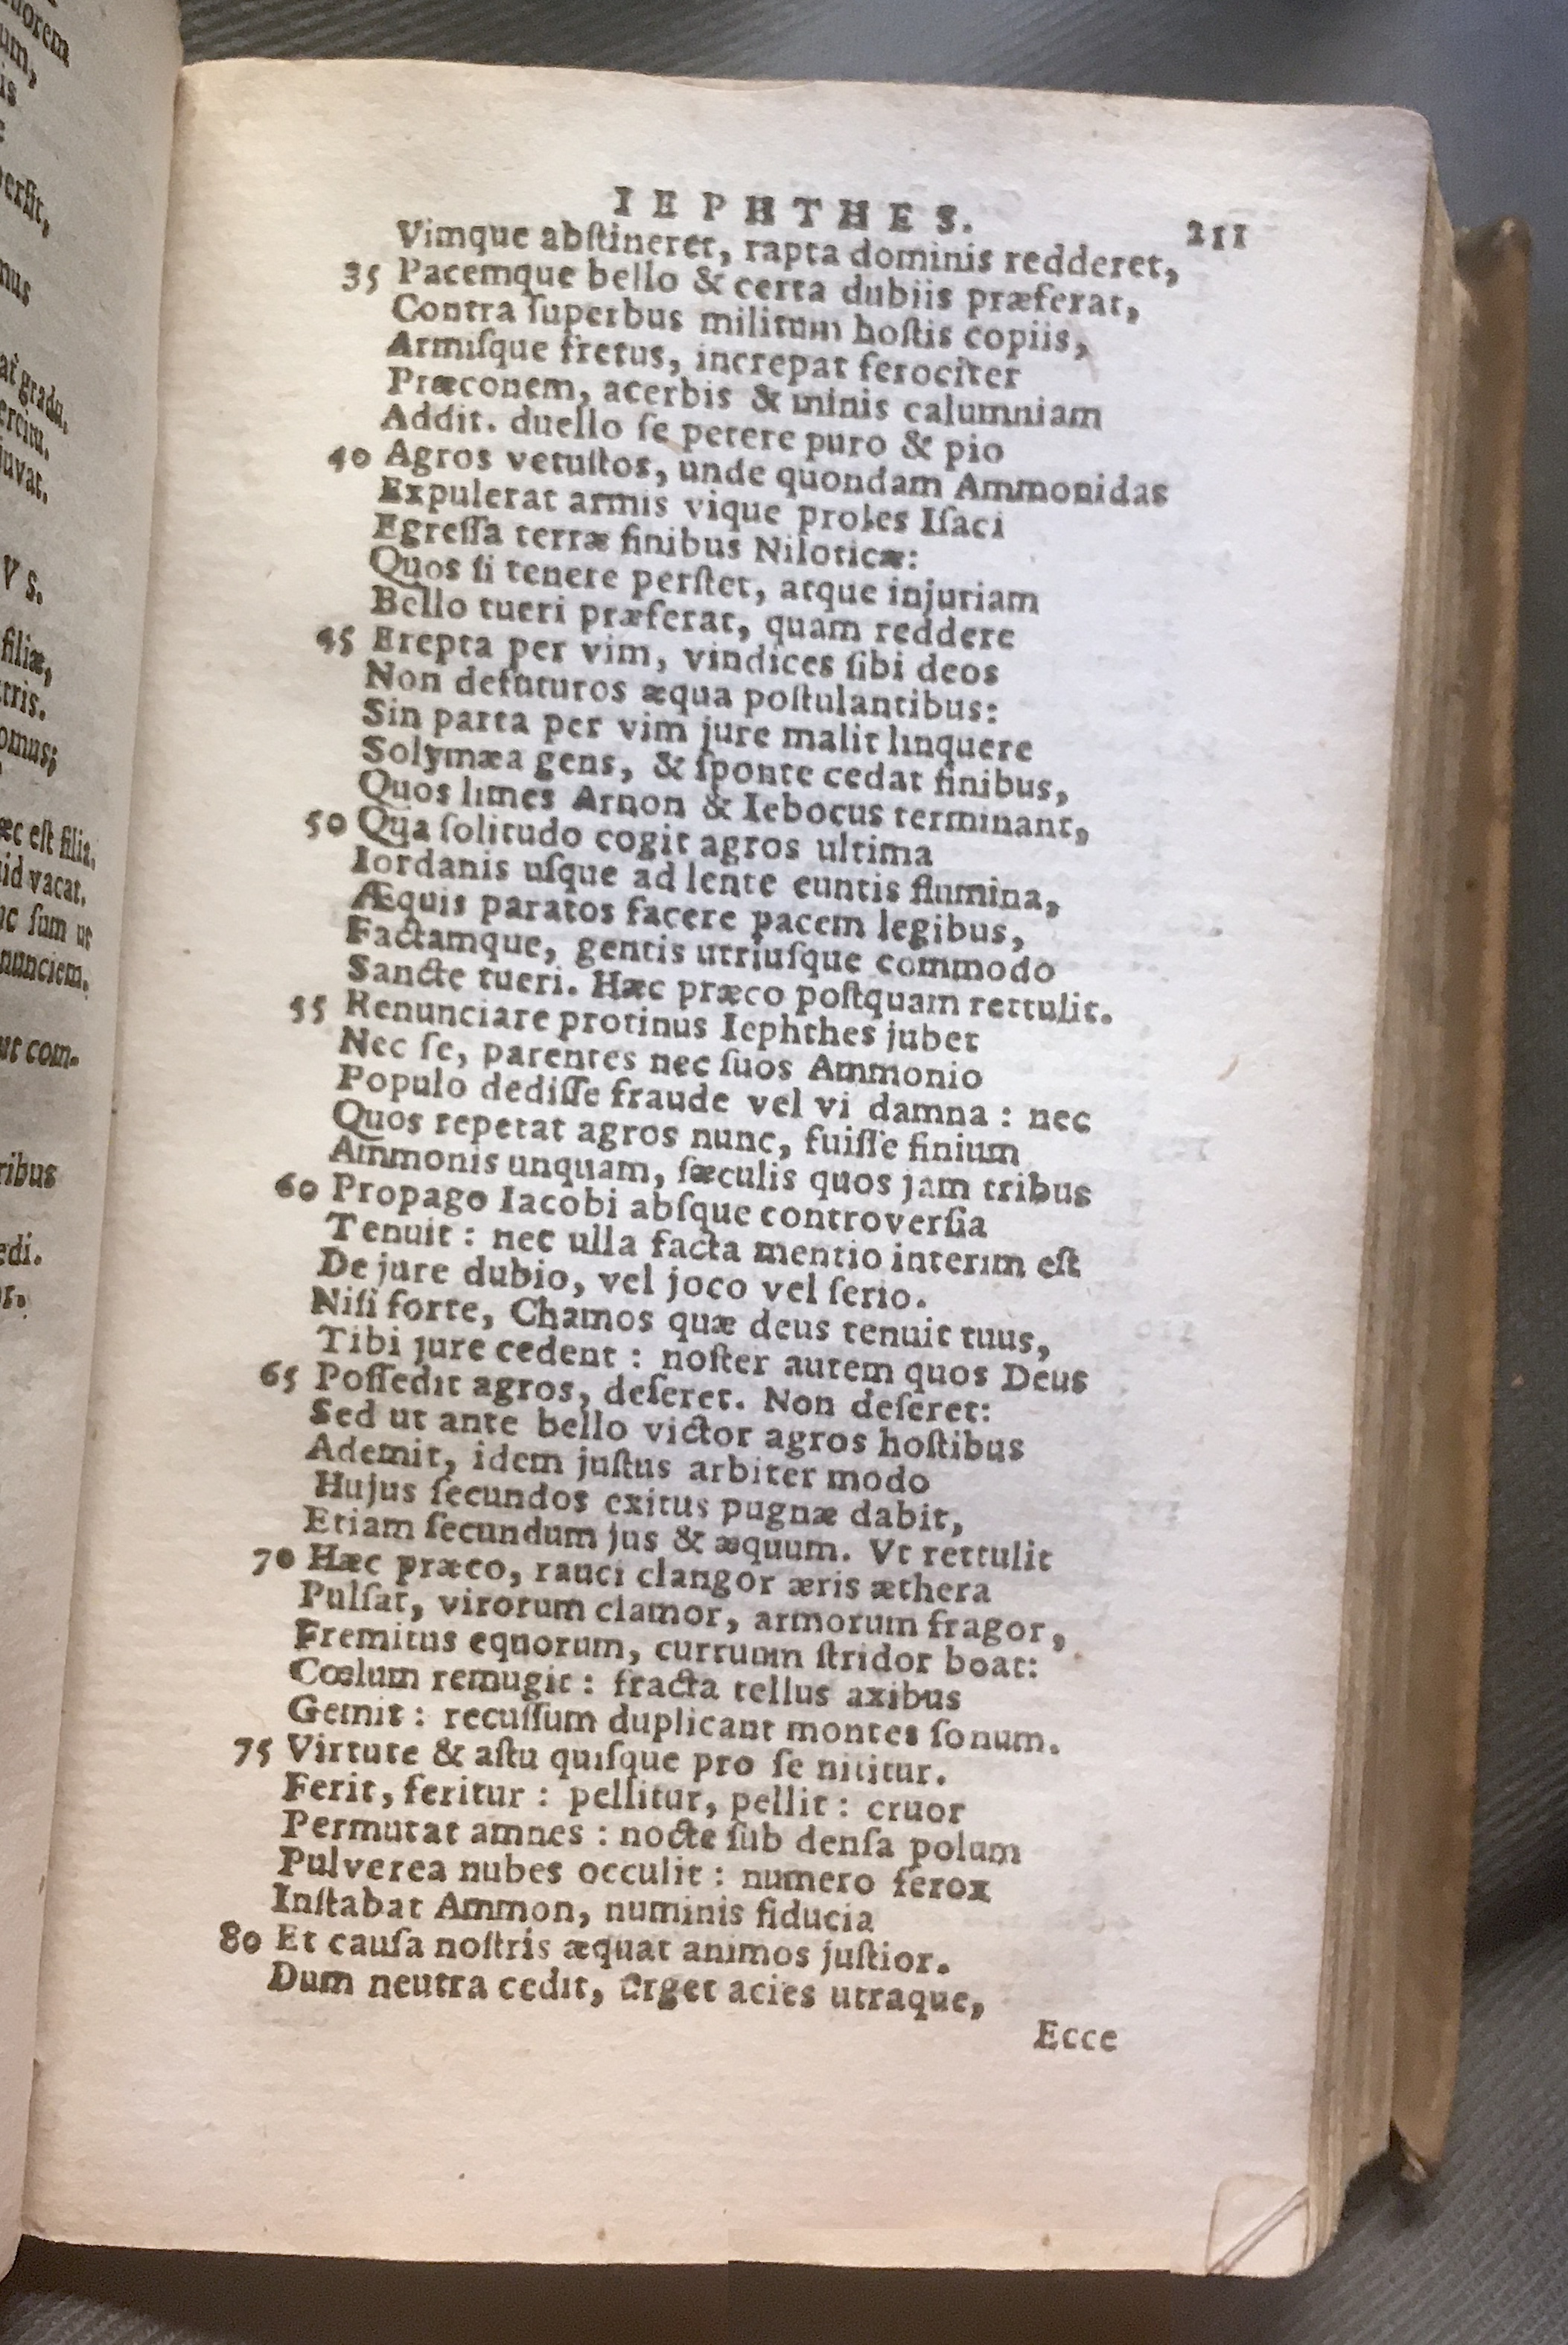 IEPHTHES. 211
Vimque abſtineret, rapta dominis redderet,
35 Pacemque bello & certa dubiis præferat,
Contra ſuperbus militum hoſtis copiis,
Armiſque fretus, increpat ferociter
Præconem, acerbis & minis calumniam
Addit. duello ſe petere puro & pio
40 Agros vetuſtos, unde quondam Ammonidas
Expulerat armis vique proles Iſaci
Egreſſa terræ finibus Niloticæ:
Quos ſi tenere perſtet, atque injuriam
Bello tueri præferat, quam reddere
45 Erepta per vim, vindices ſibi deos
Non defuturos æqua poſtulantibus:
Sin parta per vim jure malit linquere
Solymæa gens, & ſponte cedat finibus,
Quos limes Arnon & Iebocus terminant,
50 Qua ſolitudo cogit agros ultima
Iordanis uſque ad lente euntis flumina,
Æquis paratos facere pacem legibus,
Factamque, gentis utriuſque commodo
Sancte tueri. Hæc præco poſtquam rettulit.
55 Renunciare protinus Iephthes jubet
Nec ſe, parentes nec ſuos Ammonio
Populo dediſſe fraude vel vi damna : nec
Quos repetat agros nunc, fuiſſe finium
Ammonis unquam, ſæculis quos jam tribus
60 Propago Iacobi abſque controverſia
Tenuit : nec ulla facta mentio interim eſt
De jure dubio, vel joco vel ſerio.
Niſi forte, Chamos quæ deus tenuit tuus,
Tibi jure cedent : noſter autem quos Deus
65 Poſſedit agros, deſeret. Non deſeret:
Sed ut ante bello victor agros hoſtibus
Ademit, idem juſtus arbiter modo
Hujus ſecundos exitus pugnæ dabit,
Etiam ſecundum jus & æquum. Vt rettulit
70 Hæc præco, rauci clangor æris æthera
Pulſat, virorum clamor, armorum fragor,
Fremitus equorum, curruum ſtridor boat:
Cœlum remugit : fracta tellus axibus
Gemit : recuſſum duplicant montes ſonum.
75 Virtute & aſtu quiſque pro ſe nititur.
Ferit, feritur : pellitur, pellit : cruor
Permutat amnes : nocte ſub denſa polum
Pulverea nubes occulit : numero ferox
Inſtabat Ammon, numinis fiducia
80 Et cauſa noſtris æquat animos juſtior.
Dum neutra cedit, urget acies utraque,
Ecce